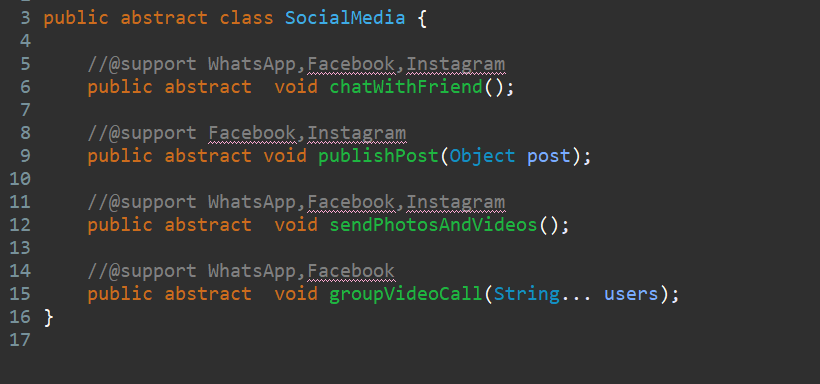 3 public abstract class SocialMedia {
4
5 //@support WhatsApp,Facebook,Instagram
6 public abstract  void chatWithFriend();
7
8 //@support Facebook,Instagram
9 public abstract void publishPost(Object post);
10
11 //@support WhatsApp,Facebook,Instagram
12 public abstract  void sendPhotosAndVideos();
13
14 //@support WhatsApp,Facebook
15 public abstract  void groupVideoCall(String... users);
16 }
17